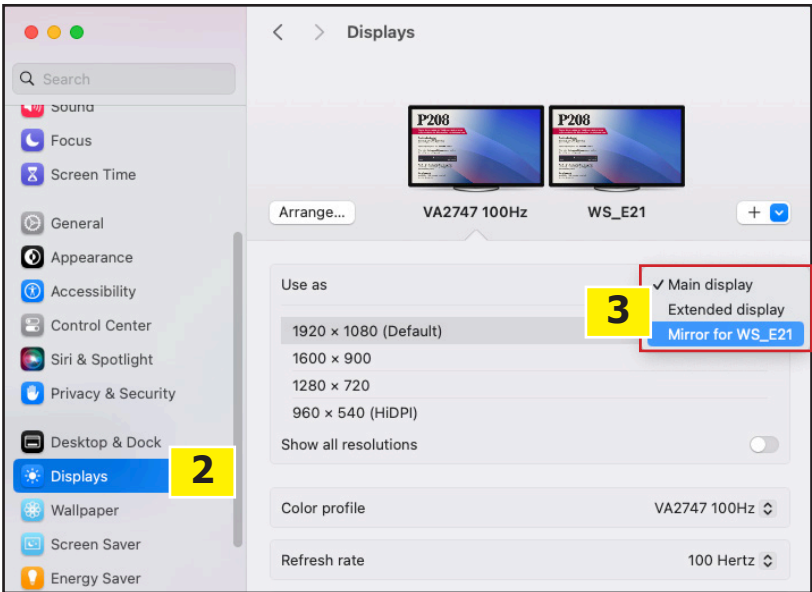 Displays
Search
Sound
Focus
Screen Time
General
Appearance
Accessibility
Control Center
Siri & Spotlight
Privacy & Security
Desktop & Dock
Displays
2
Wallpaper
Screen Saver
Energy Saver
P208
P208
Arrange...
VA2747 100Hz
WS_E21
Use as
3
✓ Main display
Extended display
Mirror for WS_E21
1920 × 1080 (Default)
1600 × 900
1280 × 720
960 × 540 (HiDPI)
Show all resolutions
Color profile
VA2747 100Hz
Refresh rate
100 Hertz